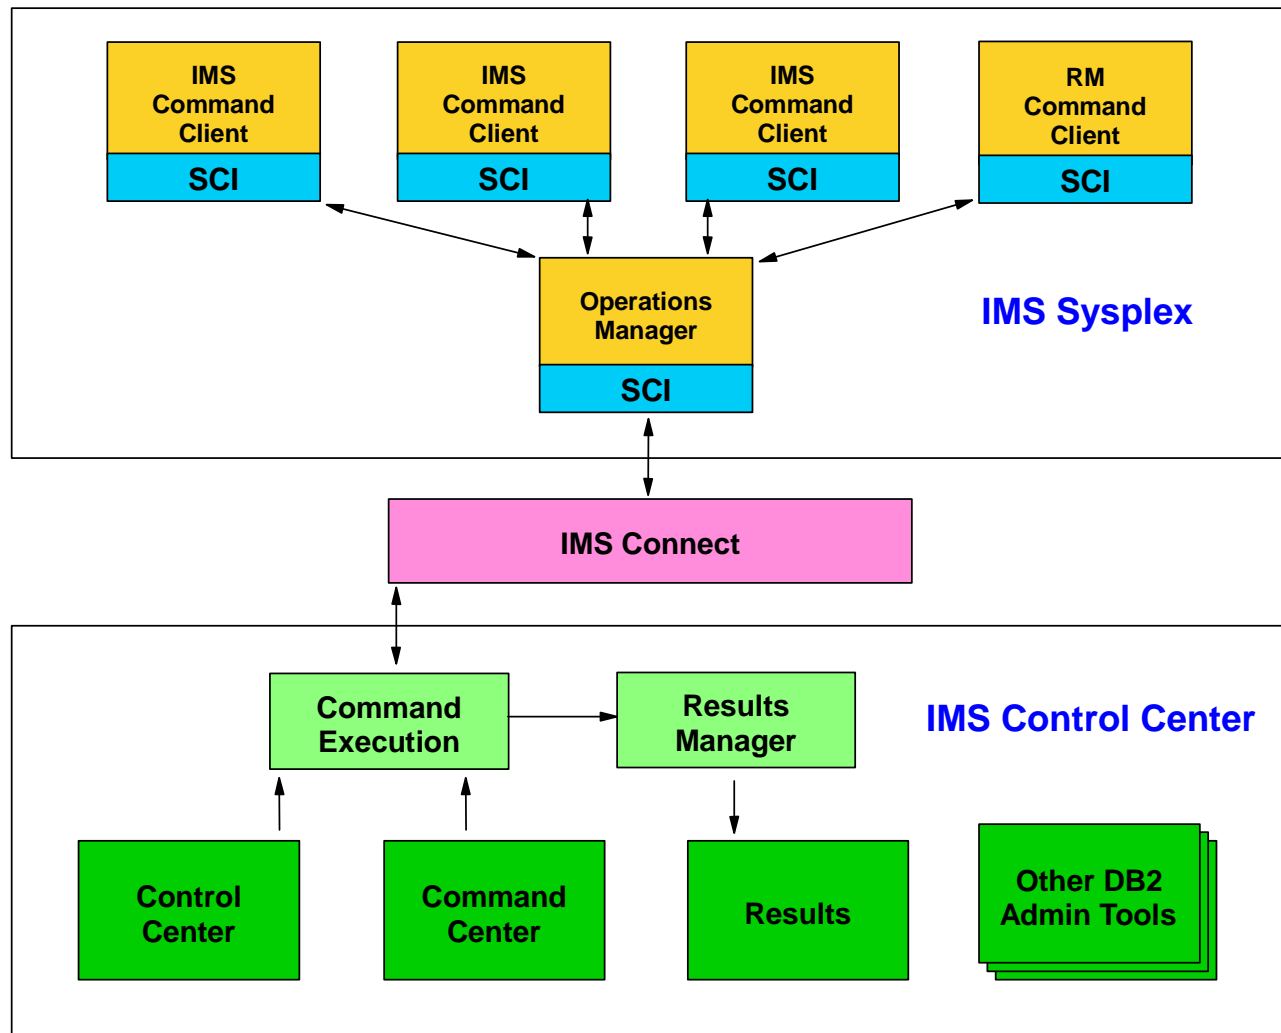 IMS
Command
Client
SCI
IMS
Command
Client
SCI
IMS
Command
Client
SCI
RM
Command
Client
SCI
Operations
Manager
SCI
IMS Sysplex
IMS Connect
Command
Execution
Results
Manager
IMS Control Center
Control
Center
Command
Center
Results
Other DB2
Admin Tools